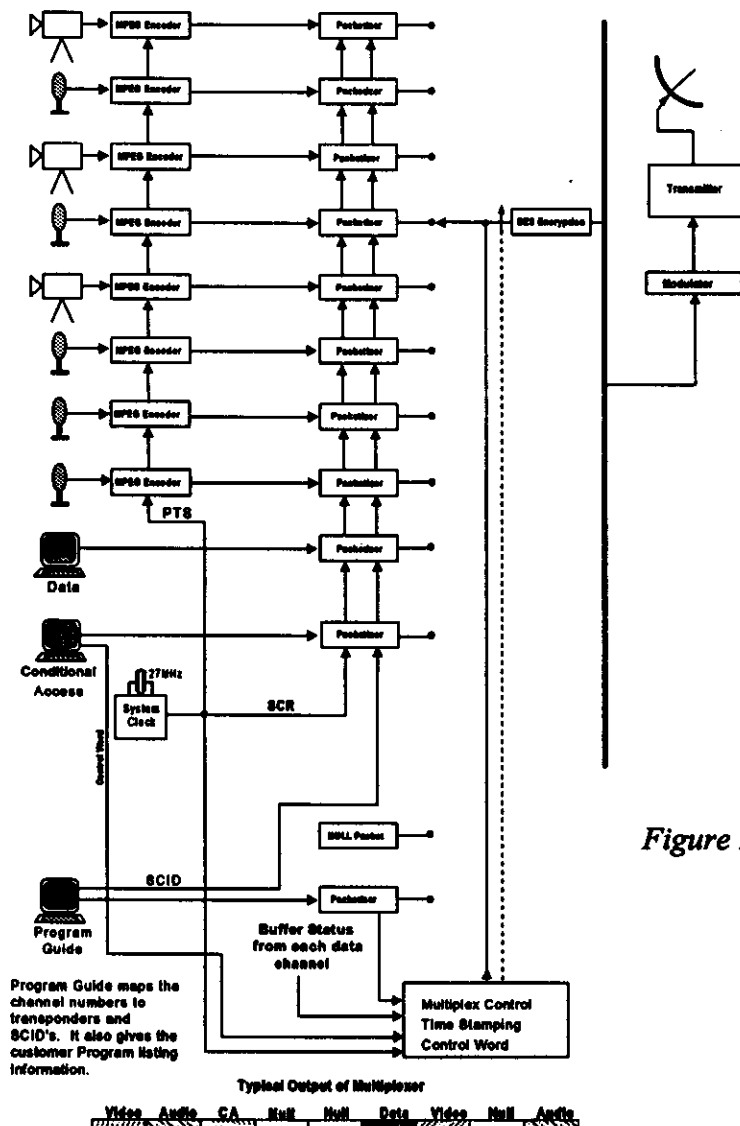 MPEG Encoder
Packetizer
MPEG Encoder
Packetizer
MPEG Encoder
Packetizer
Transmitter
MPEG Encoder
Packetizer
DES Encryption
MPEG Encoder
Packetizer
Modulator
MPEG Encoder
Packetizer
MPEG Encoder
Packetizer
MPEG Encoder
Packetizer
PTS
Packetizer
Data
Packetizer
Conditional
Access
27MHz
System
Clock
SCR
Control Word
NULL Packet
Figure
SCID
Packetizer
Program
Guide
Buffer Status
from each data
channel
Program Guide maps the
channel numbers to
transponders and
SCID's. It also gives the
customer Program listing
information.
Multiplex Control
Time Stamping
Control Word
Typical Output of Multiplexor
Video Audio CA Null Null Data Video Null Audio